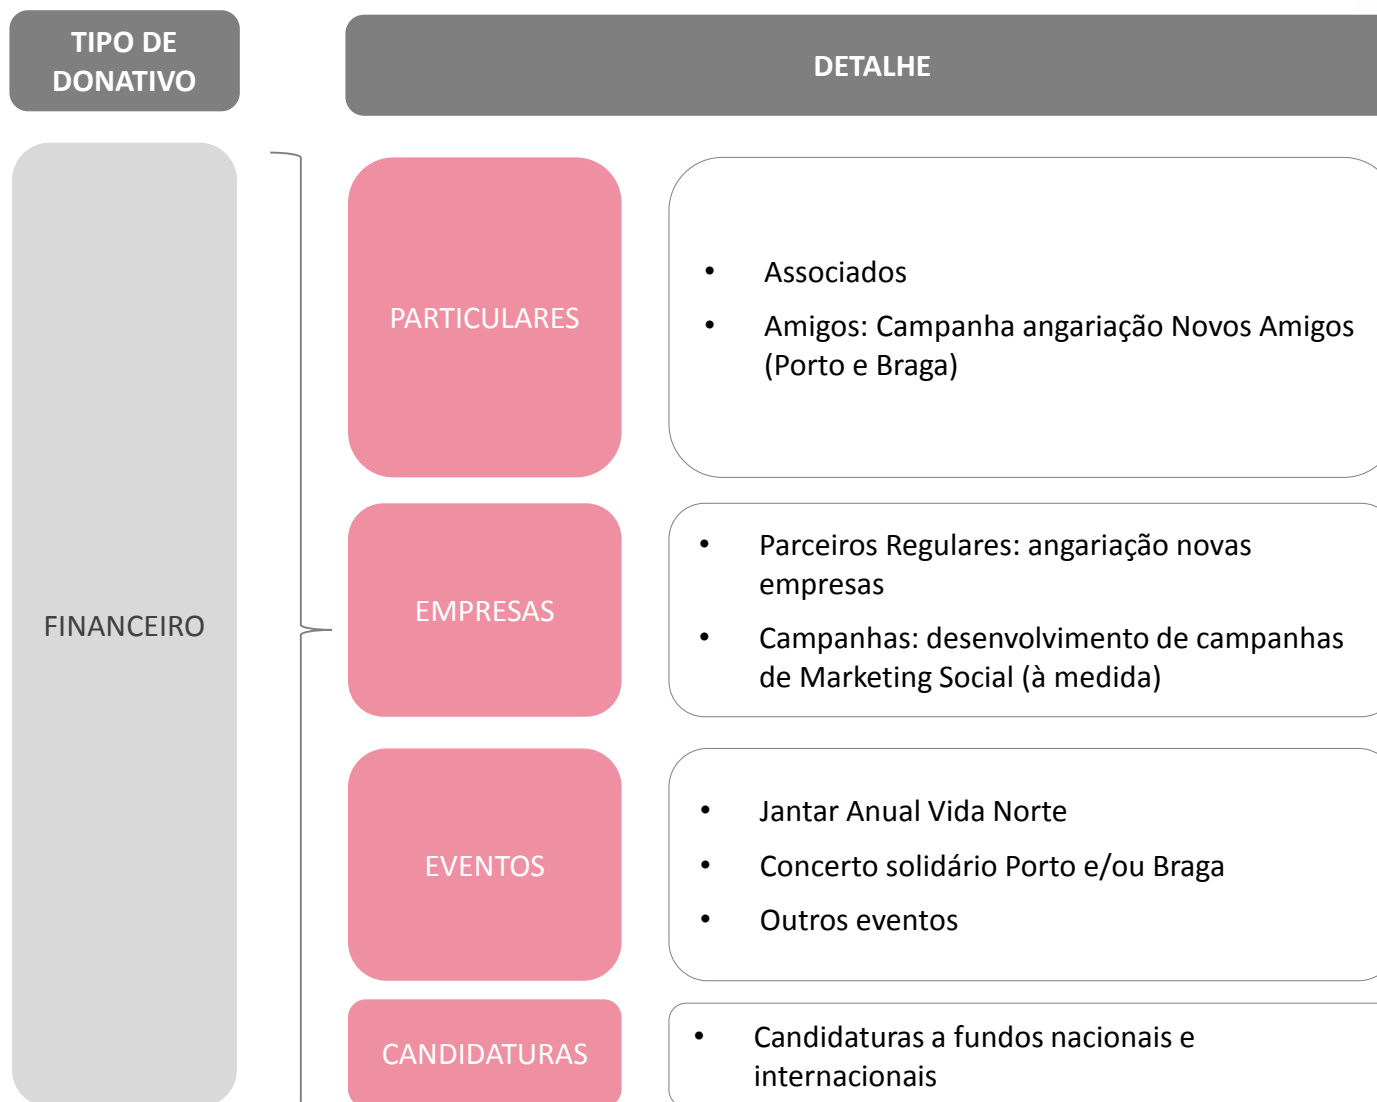 TIPO DE
DONATIVO
DETALHE
FINANCEIRO
PARTICULARES
• Associados
• Amigos: Campanha angariação Novos Amigos
(Porto e Braga)
EMPRESAS
• Parceiros Regulares: angariação novas
empresas
• Campanhas: desenvolvimento de campanhas
de Marketing Social (à medida)
EVENTOS
• Jantar Anual Vida Norte
• Concerto solidário Porto e/ou Braga
• Outros eventos
CANDIDATURAS
• Candidaturas a fundos nacionais e
internacionais